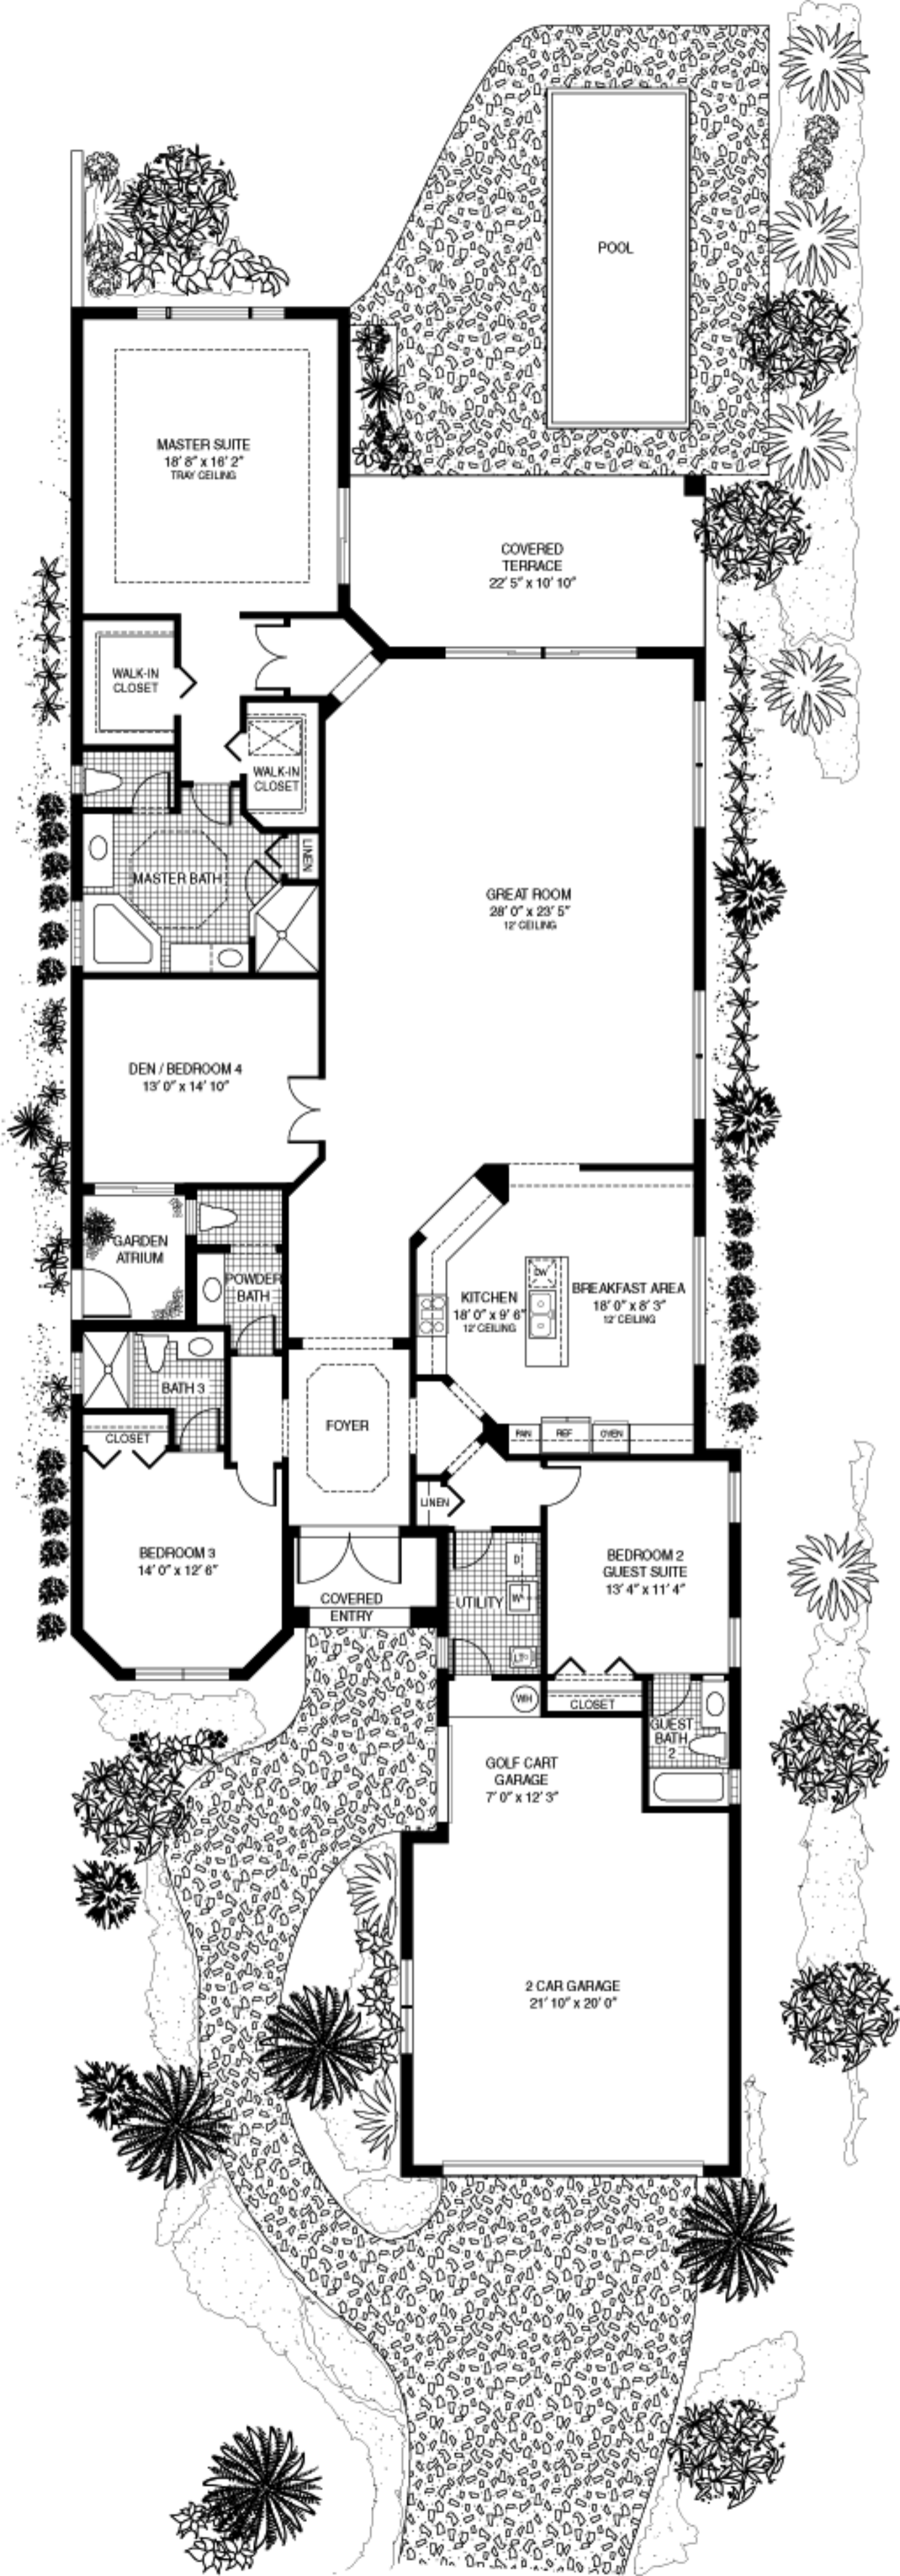 POOL
MASTER SUITE
18' 8" x 16' 2"
TRAY CEILING
COVERED
TERRACE
22' 5" x 10' 10"
WALK-IN
CLOSET
WALK-IN
CLOSET
LINEN
MASTER BATH
GREAT ROOM
28' 0" x 23' 5"
12' CEILING
DEN / BEDROOM 4
13' 0" x 14' 10"
GARDEN
ATRIUM
POWDER
BATH
DW
KITCHEN
18' 0" x 9' 6"
12' CEILING
BREAKFAST AREA
18' 0" x 8' 3"
12' CEILING
BATH 3
CLOSET
FOYER
PAN
REF
OVEN
LINEN
BEDROOM 3
14' 0" x 12' 6"
D
W
UTILITY
LT
BEDROOM 2
GUEST SUITE
13' 4" x 11' 4"
COVERED
ENTRY
WH
CLOSET
GUEST
BATH
2
GOLF CART
GARAGE
7' 0" x 12' 3"
2 CAR GARAGE
21' 10" x 20' 0"